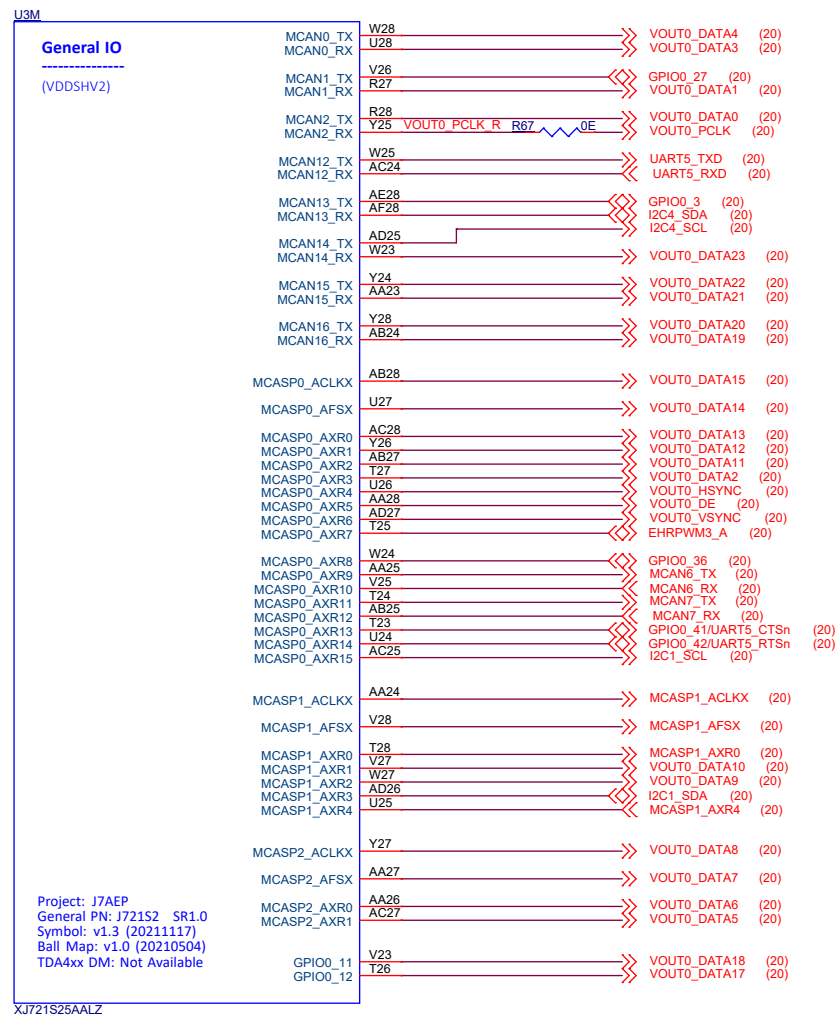 U3M
General IO
---------------
(VDDSHV2)
MCAN0_TX W28 VOUT0_DATA4 (20)
MCAN0_RX U28 VOUT0_DATA3 (20)
MCAN1_TX V26 GPIO0_27 (20)
MCAN1_RX R27 VOUT0_DATA1 (20)
MCAN2_TX R28 VOUT0_DATA0 (20)
MCAN2_RX Y25 VOUT0_PCLK_R R67 0E VOUT0_PCLK (20)
MCAN12_TX W25 UART5_TXD (20)
MCAN12_RX AC24 UART5_RXD (20)
MCAN13_TX AE28 GPIO0_3 (20)
MCAN13_RX AF28 I2C4_SDA (20)
MCAN14_TX AD25 I2C4_SCL (20)
MCAN14_RX W23 VOUT0_DATA23 (20)
MCAN15_TX Y24 VOUT0_DATA22 (20)
MCAN15_RX AA23 VOUT0_DATA21 (20)
MCAN16_TX Y28 VOUT0_DATA20 (20)
MCAN16_RX AB24 VOUT0_DATA19 (20)
MCASP0_ACLKX AB28 VOUT0_DATA15 (20)
MCASP0_AFSX U27 VOUT0_DATA14 (20)
MCASP0_AXR0 AC28 VOUT0_DATA13 (20)
MCASP0_AXR1 Y26 VOUT0_DATA12 (20)
MCASP0_AXR2 AB27 VOUT0_DATA11 (20)
MCASP0_AXR3 T27 VOUT0_DATA2 (20)
MCASP0_AXR4 U26 VOUT0_HSYNC (20)
MCASP0_AXR5 AA28 VOUT0_DE (20)
MCASP0_AXR6 AD27 VOUT0_VSYNC (20)
MCASP0_AXR7 T25 EHRPWM3_A (20)
MCASP0_AXR8 W24 GPIO0_36 (20)
MCASP0_AXR9 AA25 MCAN6_TX (20)
MCASP0_AXR10 V25 MCAN6_RX (20)
MCASP0_AXR11 T24 MCAN7_TX (20)
MCASP0_AXR12 AB25 MCAN7_RX (20)
MCASP0_AXR13 T23 GPIO0_41/UART5_CTSn (20)
MCASP0_AXR14 U24 GPIO0_42/UART5_RTSn (20)
MCASP0_AXR15 AC25 I2C1_SCL (20)
MCASP1_ACLKX AA24 MCASP1_ACLKX (20)
MCASP1_AFSX V28 MCASP1_AFSX (20)
MCASP1_AXR0 T28 MCASP1_AXR0 (20)
MCASP1_AXR1 V27 VOUT0_DATA10 (20)
MCASP1_AXR2 W27 VOUT0_DATA9 (20)
MCASP1_AXR3 AD26 I2C1_SDA (20)
MCASP1_AXR4 U25 MCASP1_AXR4 (20)
MCASP2_ACLKX Y27 VOUT0_DATA8 (20)
MCASP2_AFSX AA27 VOUT0_DATA7 (20)
MCASP2_AXR0 AA26 VOUT0_DATA6 (20)
MCASP2_AXR1 AC27 VOUT0_DATA5 (20)
GPIO0_11 V23 VOUT0_DATA18 (20)
GPIO0_12 T26 VOUT0_DATA17 (20)
Project: J7AEP
General PN: J721S2 SR1.0
Symbol: v1.3 (20211117)
Ball Map: v1.0 (20210504)
TDA4xx DM: Not Available
XJ721S25AALZ